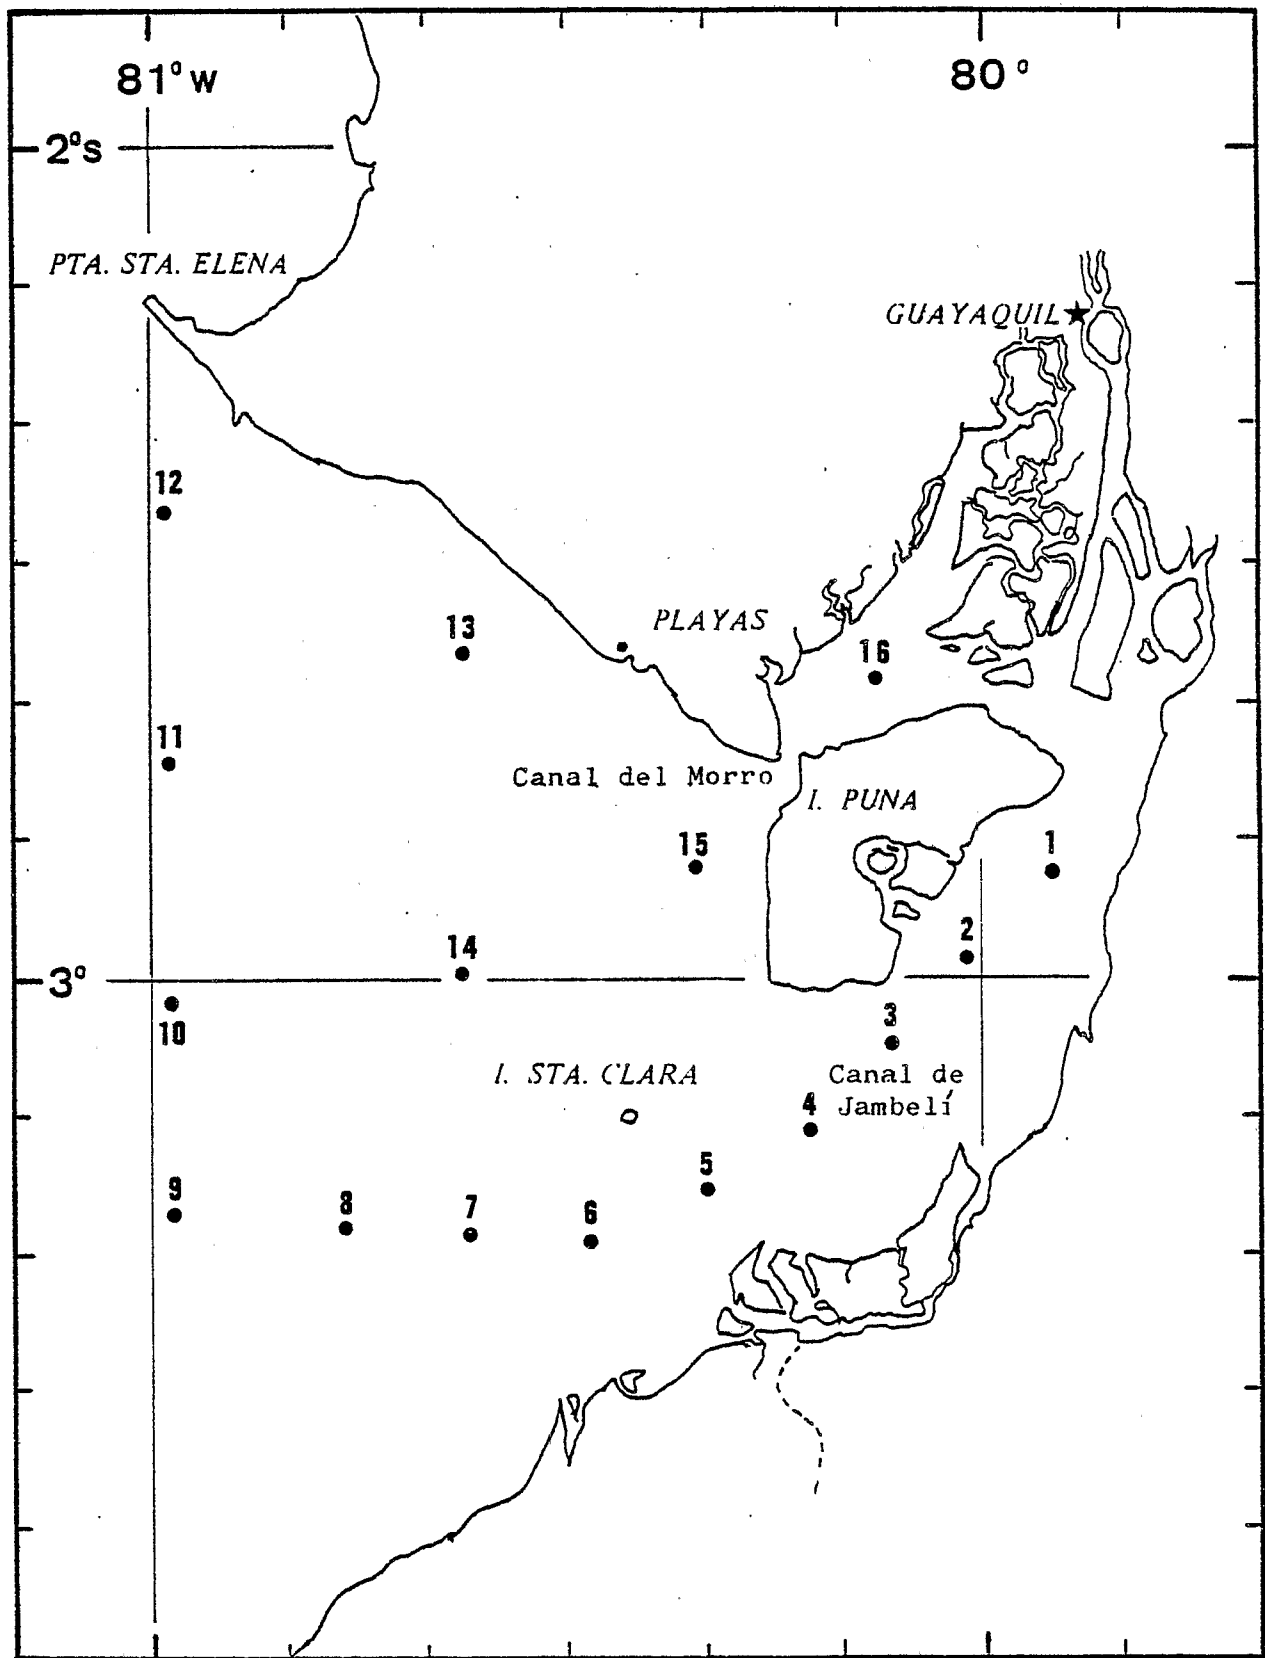 81° W
80°
2°S
PTA. STA. ELENA
GUAYAQUIL
12
PLAYAS
13
16
11
Canal del Morro
I. PUNA
15
1
2
14
3°
10
3
I. STA. CLARA
Canal de
Jambelí
4
5
9
8
7
6